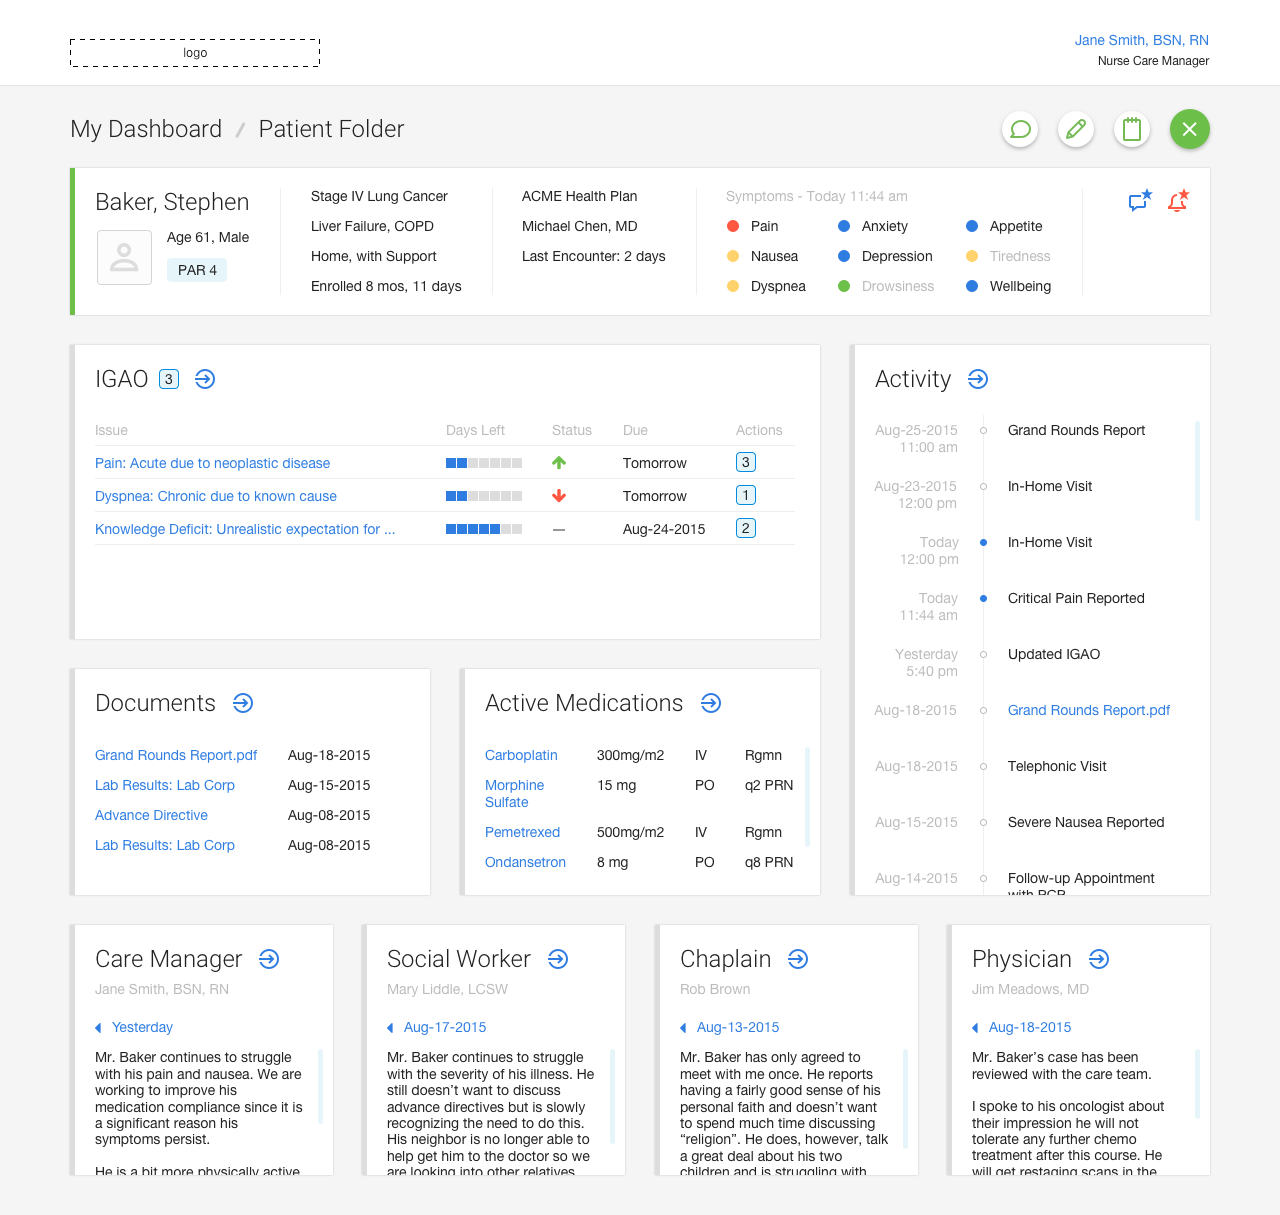 logo
Jane Smith, BSN, RN
Nurse Care Manager
My Dashboard / Patient Folder
Baker, Stephen
Age 61, Male
PAR 4
Stage IV Lung Cancer
Liver Failure, COPD
Home, with Support
Enrolled 8 mos, 11 days
ACME Health Plan
Michael Chen, MD
Last Encounter: 2 days
Symptoms - Today 11:44 am
Pain Anxiety Appetite
Nausea Depression Tiredness
Dyspnea Drowsiness Wellbeing
IGAO 3
Issue Days Left Status Due Actions
Pain: Acute due to neoplastic disease Tomorrow 3
Dyspnea: Chronic due to known cause Tomorrow 1
Knowledge Deficit: Unrealistic expectation for ... — Aug-24-2015 2
Activity
Aug-25-2015 Grand Rounds Report
11:00 am
Aug-23-2015 In-Home Visit
12:00 pm
Today In-Home Visit
12:00 pm
Today Critical Pain Reported
11:44 am
Yesterday Updated IGAO
5:40 pm
Aug-18-2015 Grand Rounds Report.pdf
Aug-18-2015 Telephonic Visit
Aug-15-2015 Severe Nausea Reported
Aug-14-2015 Follow-up Appointment
with PCP
Documents
Grand Rounds Report.pdf Aug-18-2015
Lab Results: Lab Corp Aug-15-2015
Advance Directive Aug-08-2015
Lab Results: Lab Corp Aug-08-2015
Active Medications
Carboplatin 300mg/m2 IV Rgmn
Morphine 15 mg PO q2 PRN
Sulfate
Pemetrexed 500mg/m2 IV Rgmn
Ondansetron 8 mg PO q8 PRN
Care Manager
Jane Smith, BSN, RN
Yesterday
Mr. Baker continues to struggle
with his pain and nausea. We are
working to improve his
medication compliance since it is
a significant reason his
symptoms persist.
He is a bit more physically active
Social Worker
Mary Liddle, LCSW
Aug-17-2015
Mr. Baker continues to struggle
with the severity of his illness. He
still doesn’t want to discuss
advance directives but is slowly
recognizing the need to do this.
His neighbor is no longer able to
help get him to the doctor so we
are looking into other relatives
Chaplain
Rob Brown
Aug-13-2015
Mr. Baker has only agreed to
meet with me once. He reports
having a fairly good sense of his
personal faith and doesn’t want
to spend much time discussing
“religion”. He does, however, talk
a great deal about his two
children and is struggling with
Physician
Jim Meadows, MD
Aug-18-2015
Mr. Baker’s case has been
reviewed with the care team.
I spoke to his oncologist about
their impression he will not
tolerate any further chemo
treatment after this course. He
will get restaging scans in the